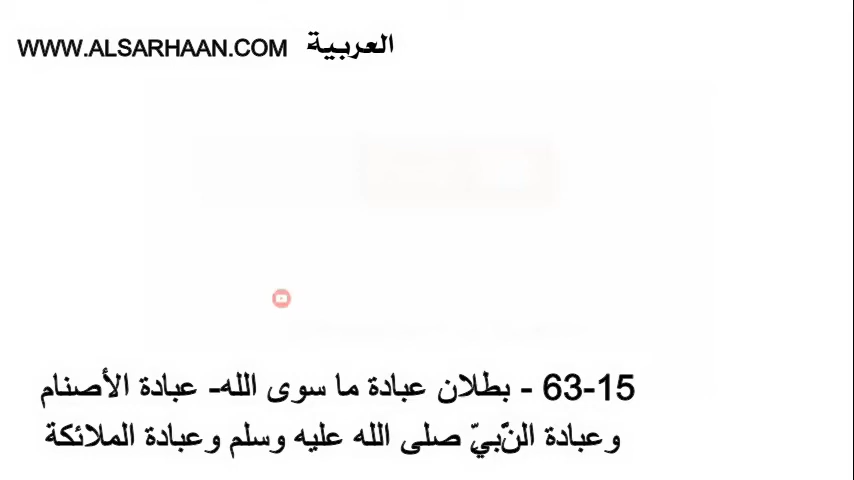 WWW.ALSARHAAN.COM العربية
63-15 - بطلان عبادة ما سوى الله- عبادة الأصنام
وعبادة النّبيّ صلى الله عليه وسلم وعبادة الملائكة